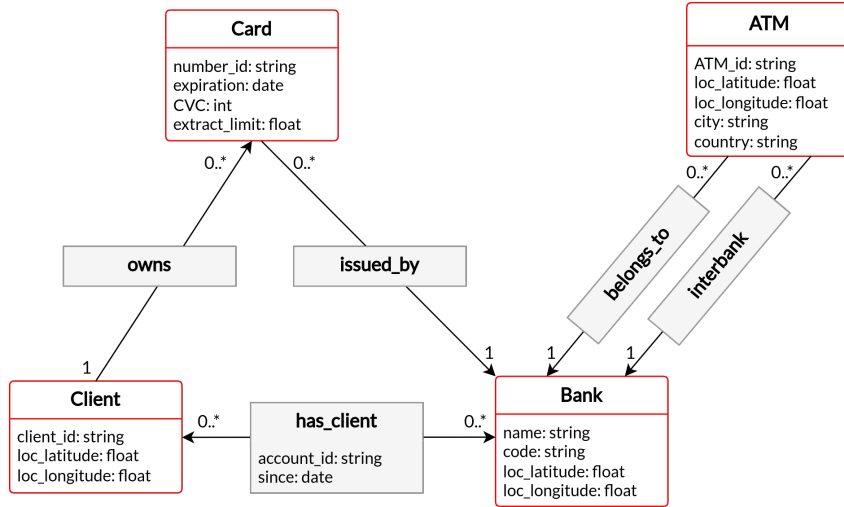 Card
number_id: string
expiration: date
CVC: int
extract_limit: float
ATM
ATM_id: string
loc_latitude: float
loc_longitude: float
city: string
country: string
0..*
0..*
0..*
0..*
owns
issued_by
belongs_to
interbank
1
1
1
1
Client
client_id: string
loc_latitude: float
loc_longitude: float
0..*
has_client
account_id: string
since: date
0..*
Bank
name: string
code: string
loc_latitude: float
loc_longitude: float